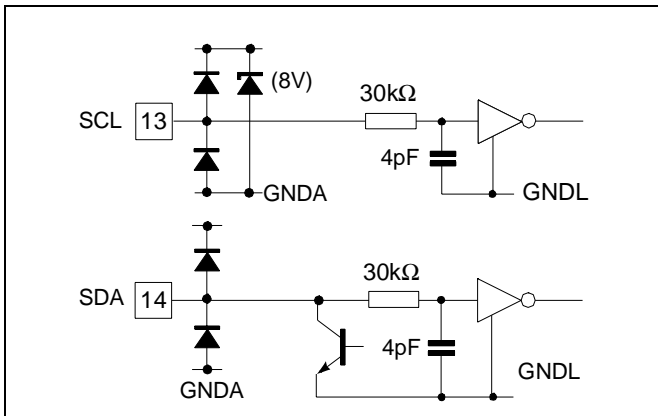 (8V)
30kΩ
SCL 13
4pF
GNDA
GNDL
30kΩ
SDA 14
4pF
GNDL
GNDA